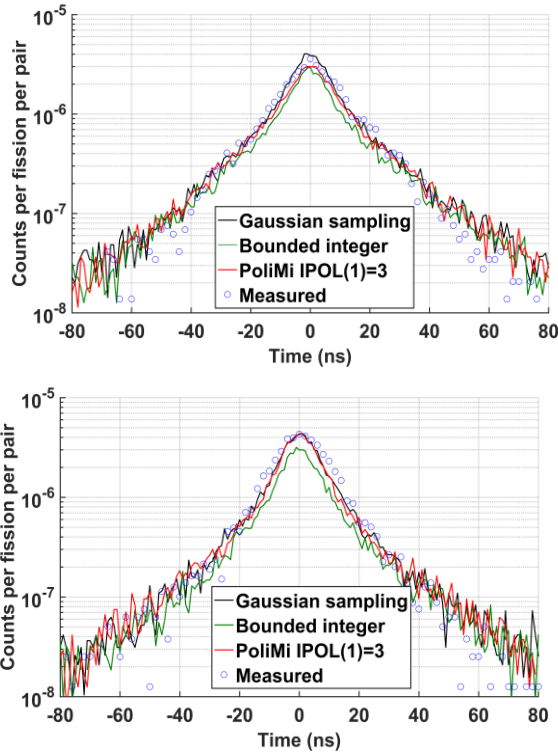 10^-5
10^-6
10^-7
10^-8
Counts per fission per pair
Gaussian sampling
Bounded integer
PoliMi IPOL(1)=3
Measured
-80 -60 -40 -20 0 20 40 60 80
Time (ns)
10^-5
10^-6
10^-7
10^-8
Counts per fission per pair
Gaussian sampling
Bounded integer
PoliMi IPOL(1)=3
Measured
-80 -60 -40 -20 0 20 40 60 80
Time (ns)